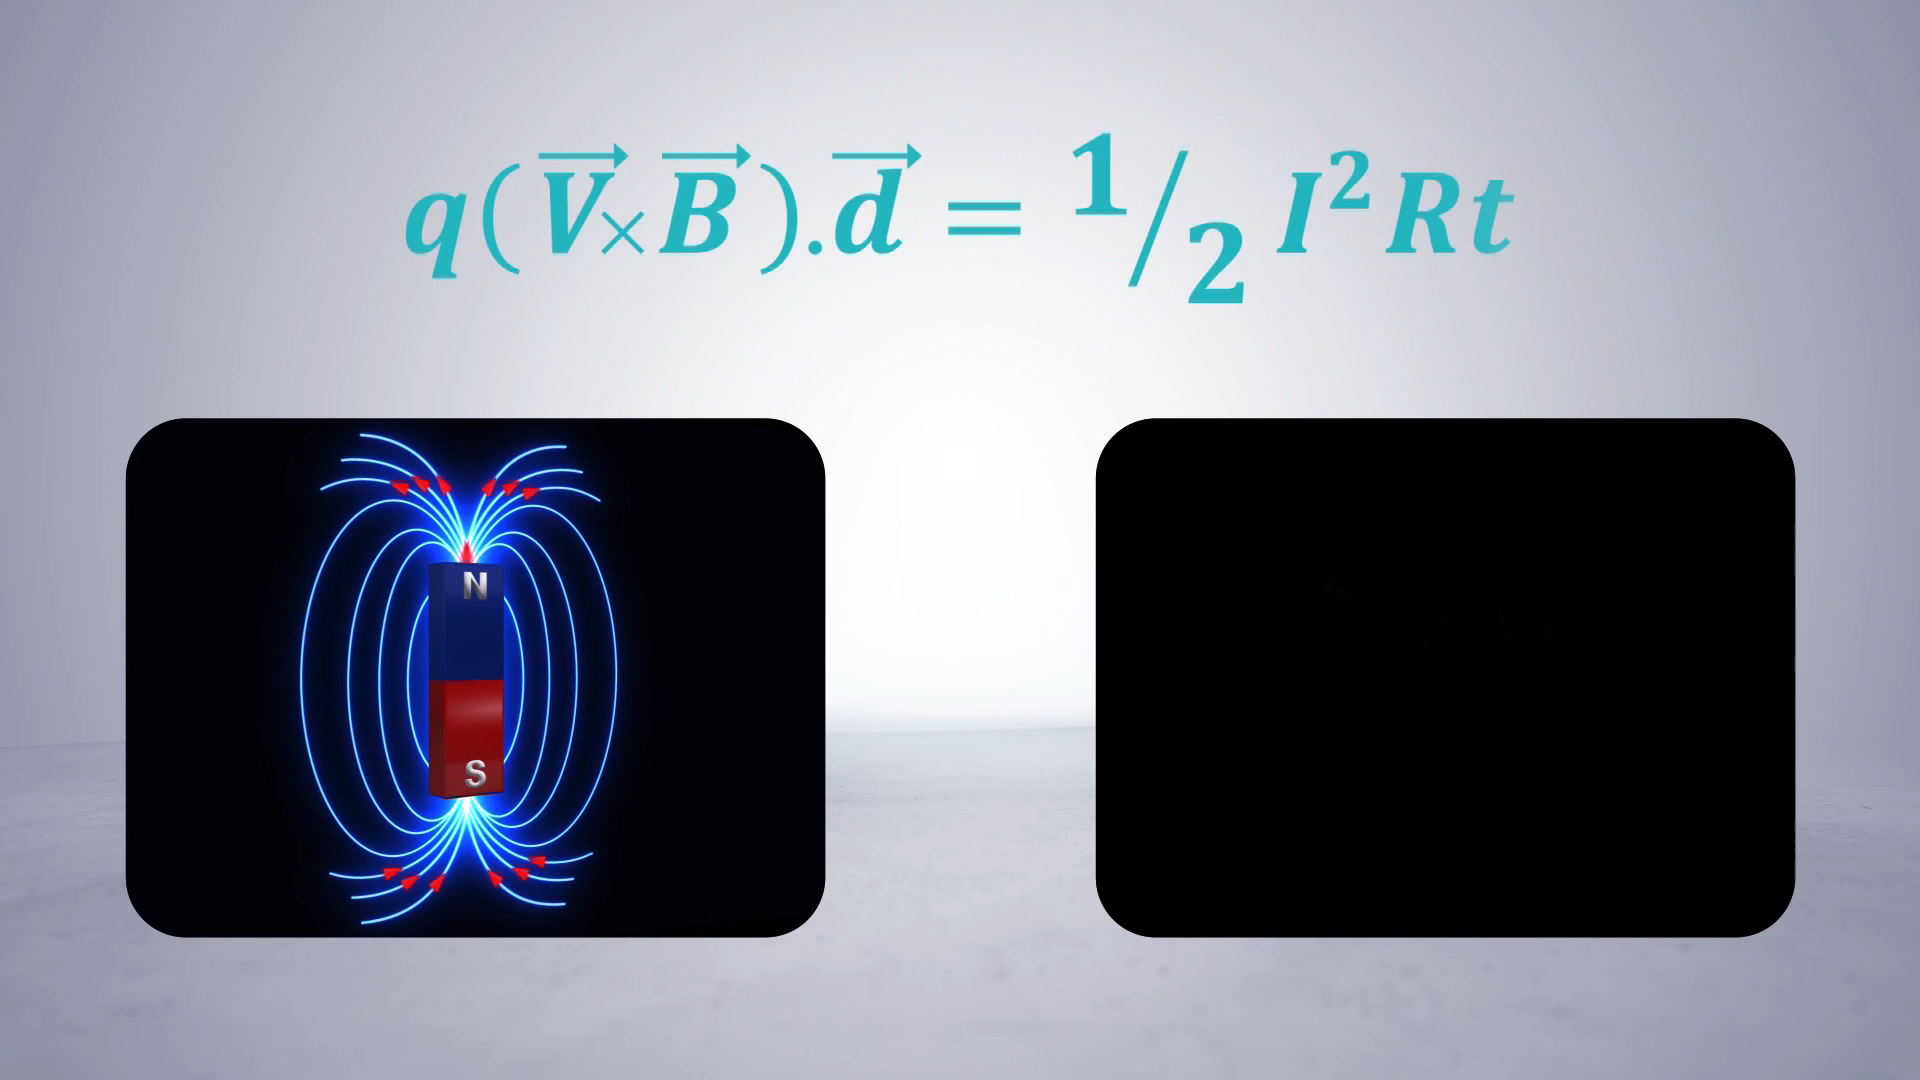 q(V⃗×B⃗).d⃗ = 1/2 I²Rt
N
S